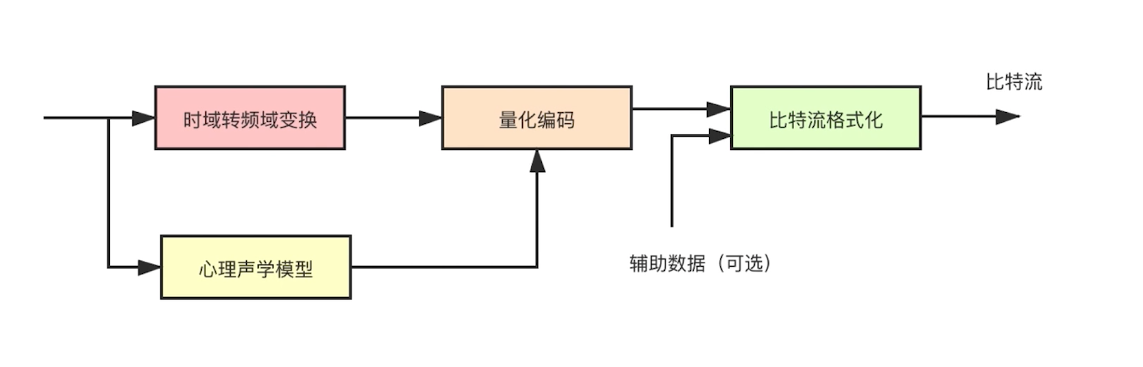 比特流
时域转频域变换
量化编码
比特流格式化
心理声学模型
辅助数据（可选）